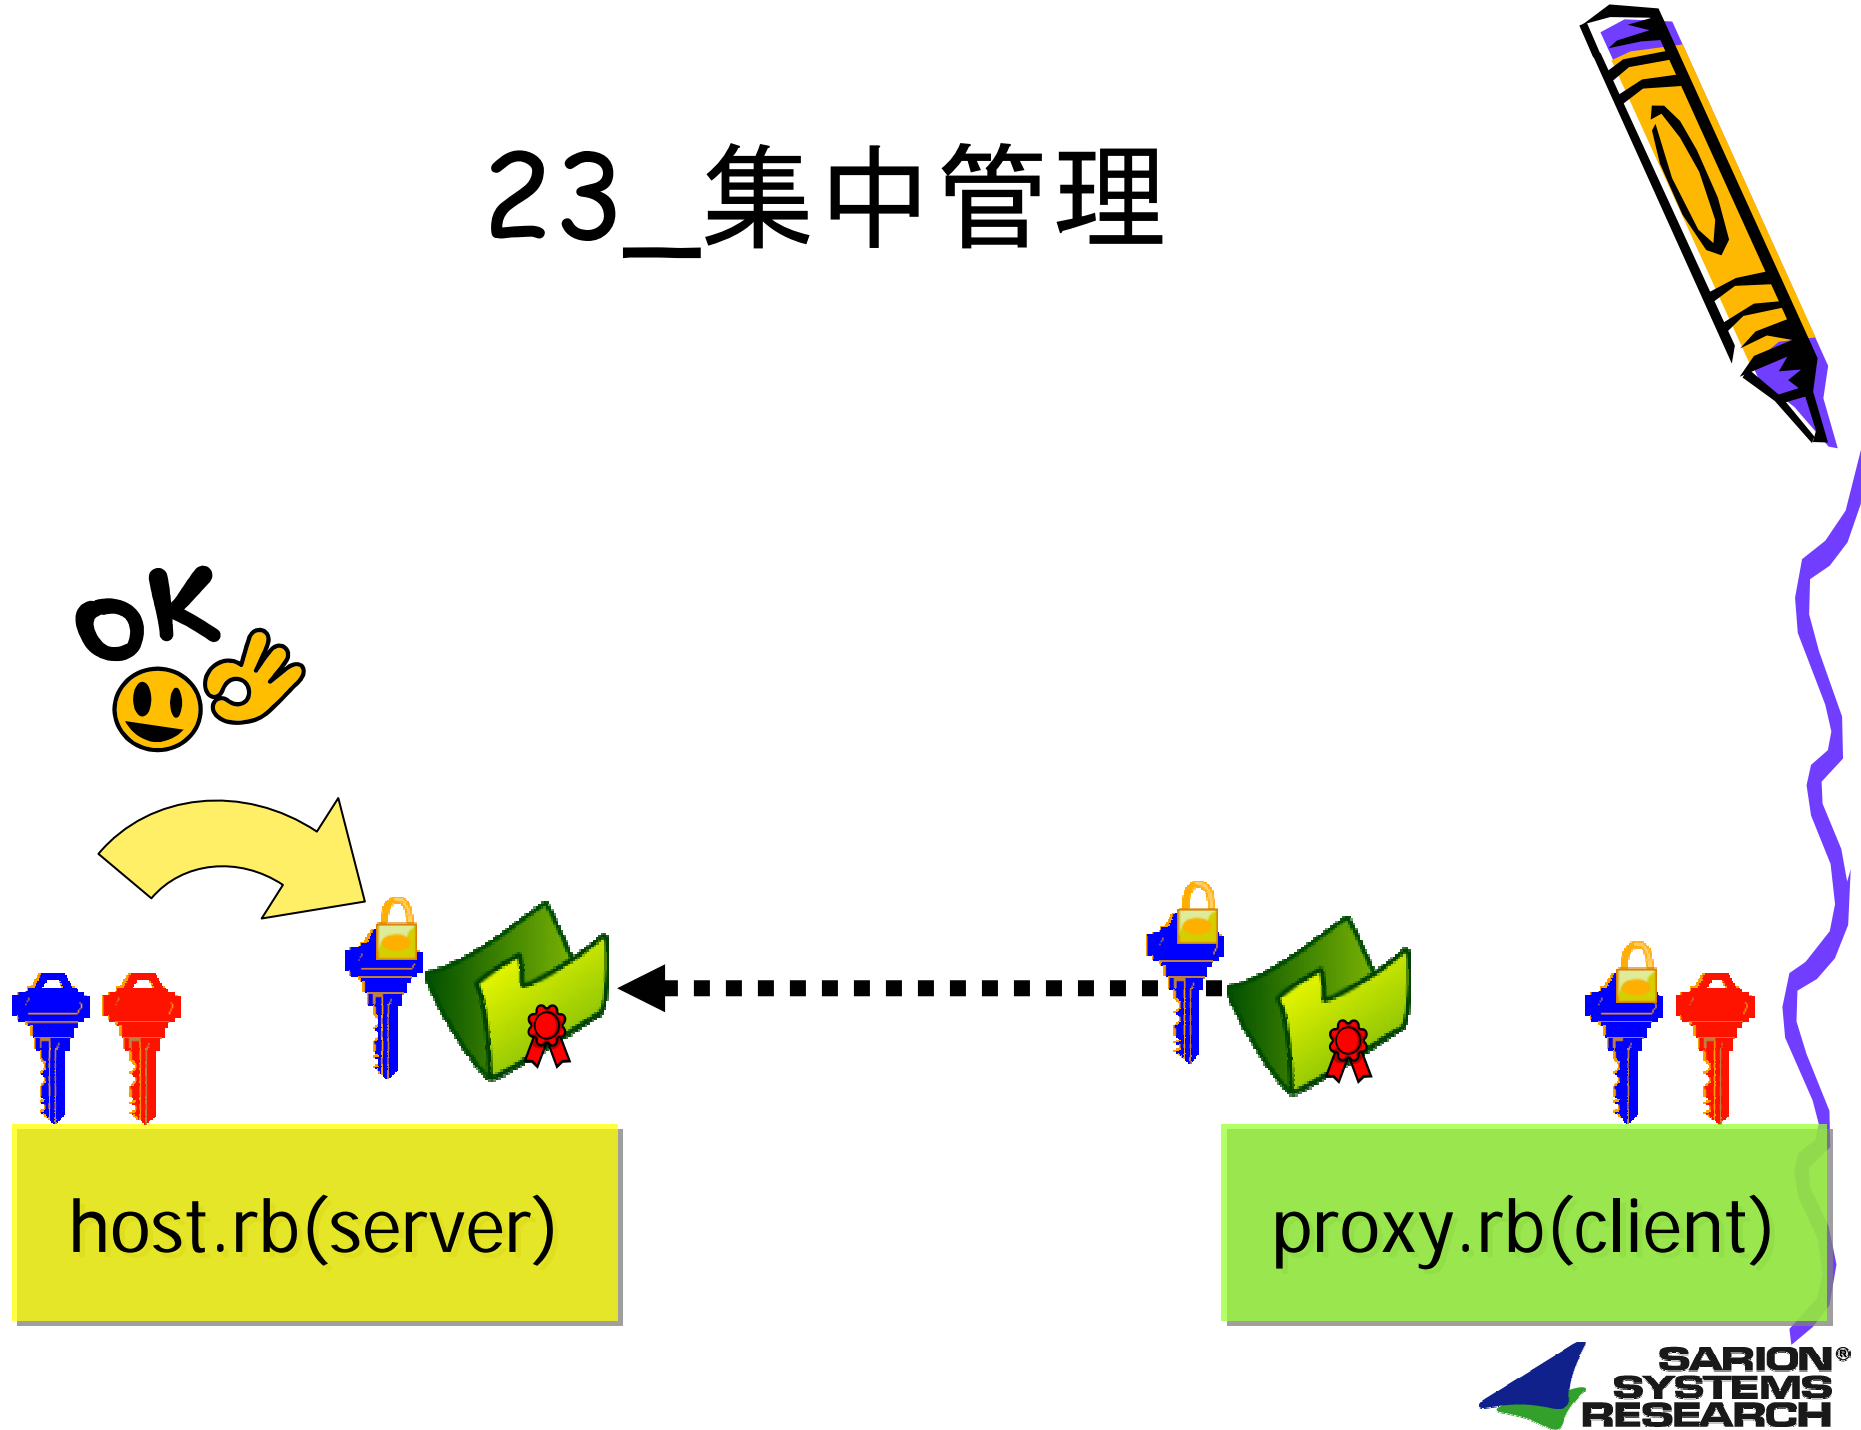 23_集中管理
OK
host.rb(server)
proxy.rb(client)
SARION®
SYSTEMS
RESEARCH